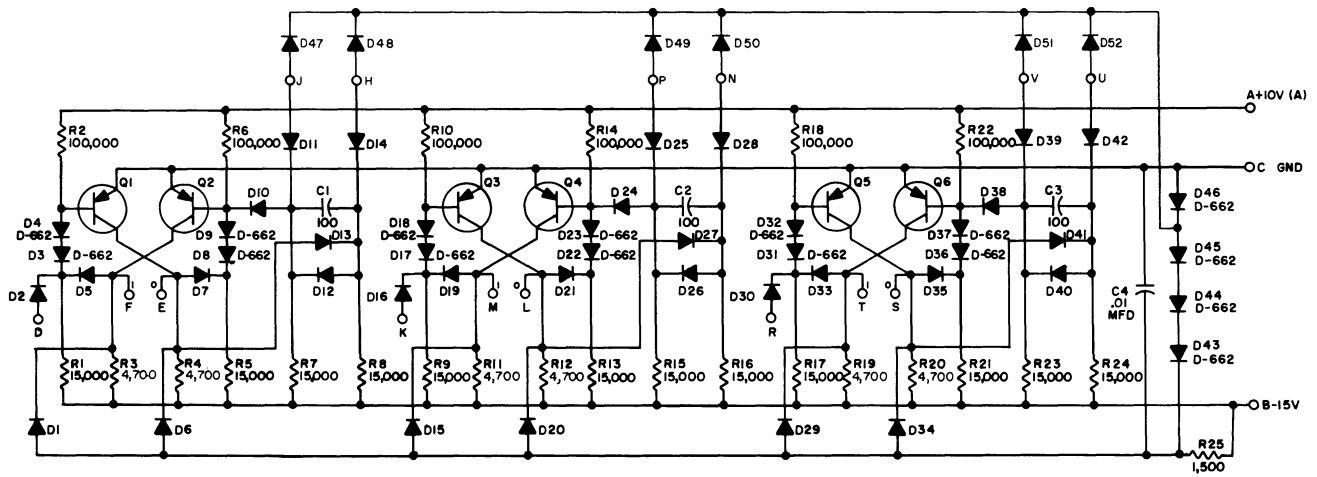 D47 D48 D49 D50 D51 D52
J H P N V U
A+10V (A)
R2 100,000 R6 100,000 D11 D14 R10 100,000 R14 100,000 D25 D28 R18 100,000 R22 100,000 D39 D42
C GND
Q1 Q2 D10 C1 100 Q3 Q4 D24 C2 100 Q5 Q6 D38 C3 100 D46 D-662
D4 D-662 D9 D-662 D13 D18 D-662 D23 D-662 D27 D32 D-662 D37 D-662 D41
D3 D-662 D8 D-662 D17 D-662 D22 D-662 D31 D-662 D36 D-662 D45 D-662
D2 D5 1 0 D7 D12 D16 D19 1 0 D21 D26 D30 D33 1 0 D35 D40 C4 .01 MFD D44 D-662
D F E K M L R T S
D43 D-662
R1 15,000 R3 4,700 R4 4,700 R5 15,000 R7 15,000 R8 15,000 R9 15,000 R11 4,700 R12 4,700 R13 15,000 R15 15,000 R16 15,000 R17 15,000 R19 4,700 R20 4,700 R21 15,000 R23 15,000 R24 15,000
B-15V
D1 D6 D15 D20 D29 D34
R25 1,500